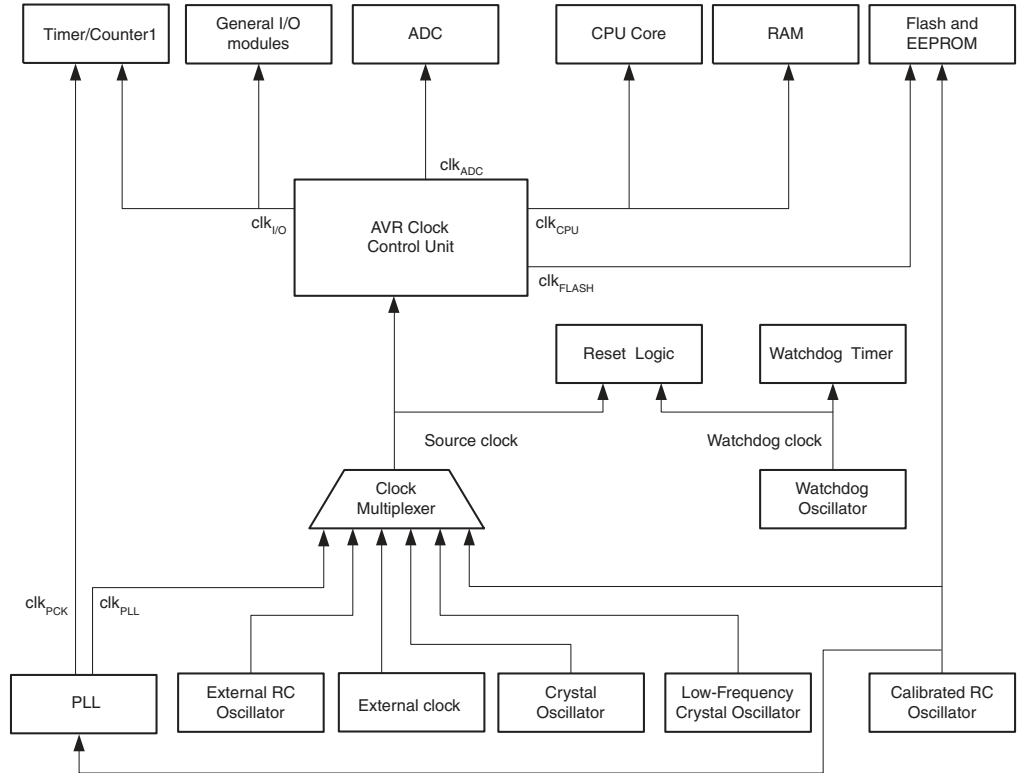 Timer/Counter1
General I/O
modules
ADC
CPU Core
RAM
Flash and
EEPROM
clkADC
clkI/O
AVR Clock
Control Unit
clkCPU
clkFLASH
Reset Logic
Watchdog Timer
Source clock
Watchdog clock
Clock
Multiplexer
Watchdog
Oscillator
clkPCK
clkPLL
PLL
External RC
Oscillator
External clock
Crystal
Oscillator
Low-Frequency
Crystal Oscillator
Calibrated RC
Oscillator